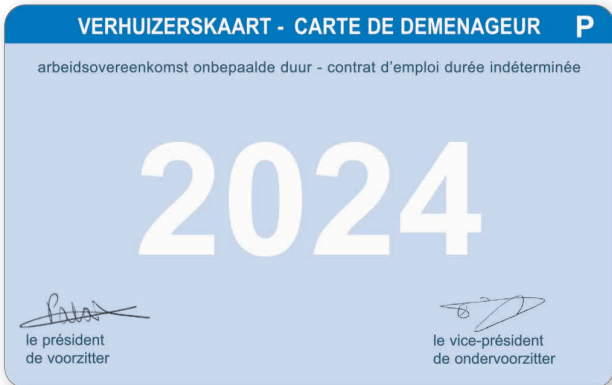 VERHUIZERSKAART - CARTE DE DEMENAGEUR P
arbeidsovereenkomst onbepaalde duur - contrat d'emploi durée indéterminée
2024
le président
de voorzitter
le vice-président
de ondervoorzitter